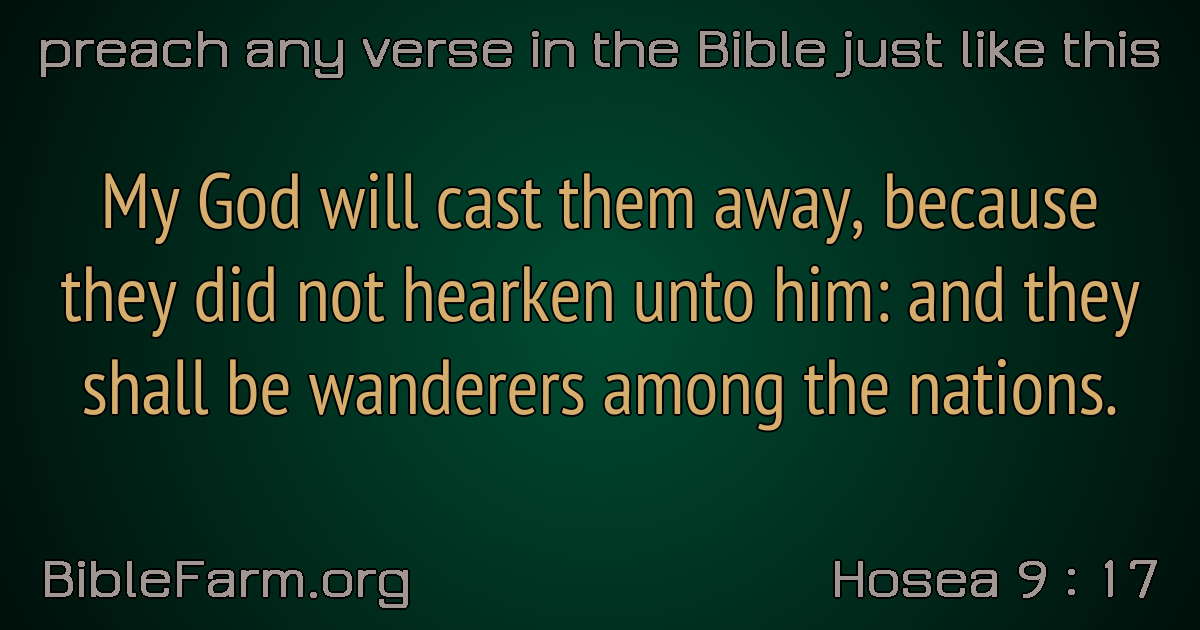 preach any verse in the Bible just like this
My God will cast them away, because
they did not hearken unto him: and they
shall be wanderers among the nations.
BibleFarm.org
Hosea 9 : 17